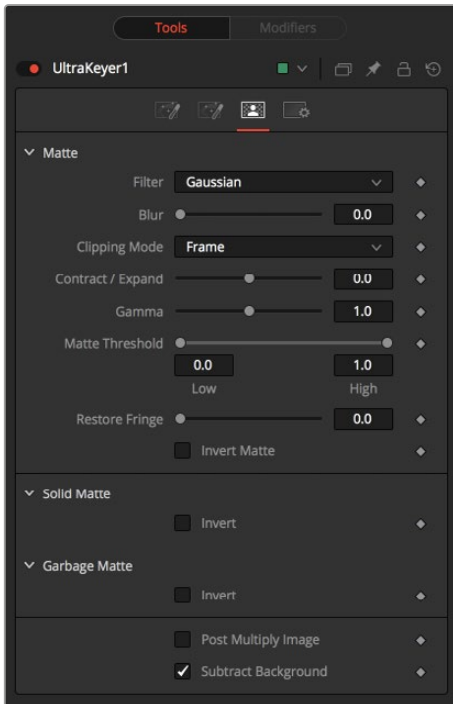 Tools Modifiers
UltraKeyer1
Matte
Filter Gaussian
Blur 0.0
Clipping Mode Frame
Contract / Expand 0.0
Gamma 1.0
Matte Threshold
0.0 1.0
Low High
Restore Fringe 0.0
Invert Matte
Solid Matte
Invert
Garbage Matte
Invert
Post Multiply Image
Subtract Background